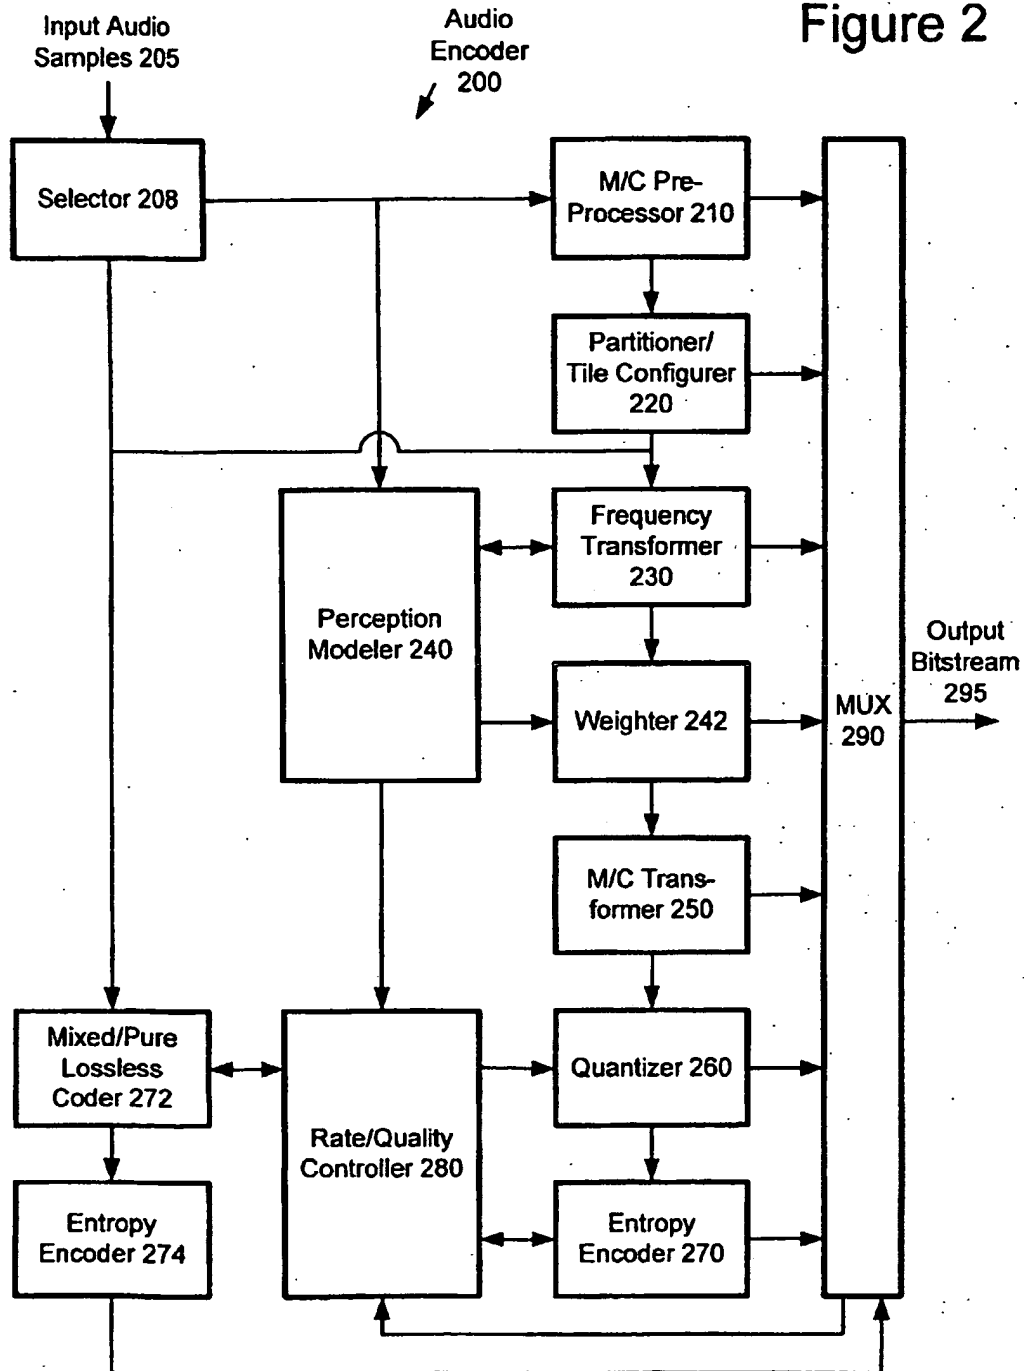 Input Audio
Samples 205
Audio
Encoder
200
Figure 2
Selector 208
M/C Pre-
Processor 210
Partitioner/
Tile Configurer
220
Frequency
Transformer
230
Perception
Modeler 240
Weighter 242
MUX
290
Output
Bitstream
295
M/C Trans-
former 250
Mixed/Pure
Lossless
Coder 272
Rate/Quality
Controller 280
Quantizer 260
Entropy
Encoder 274
Entropy
Encoder 270